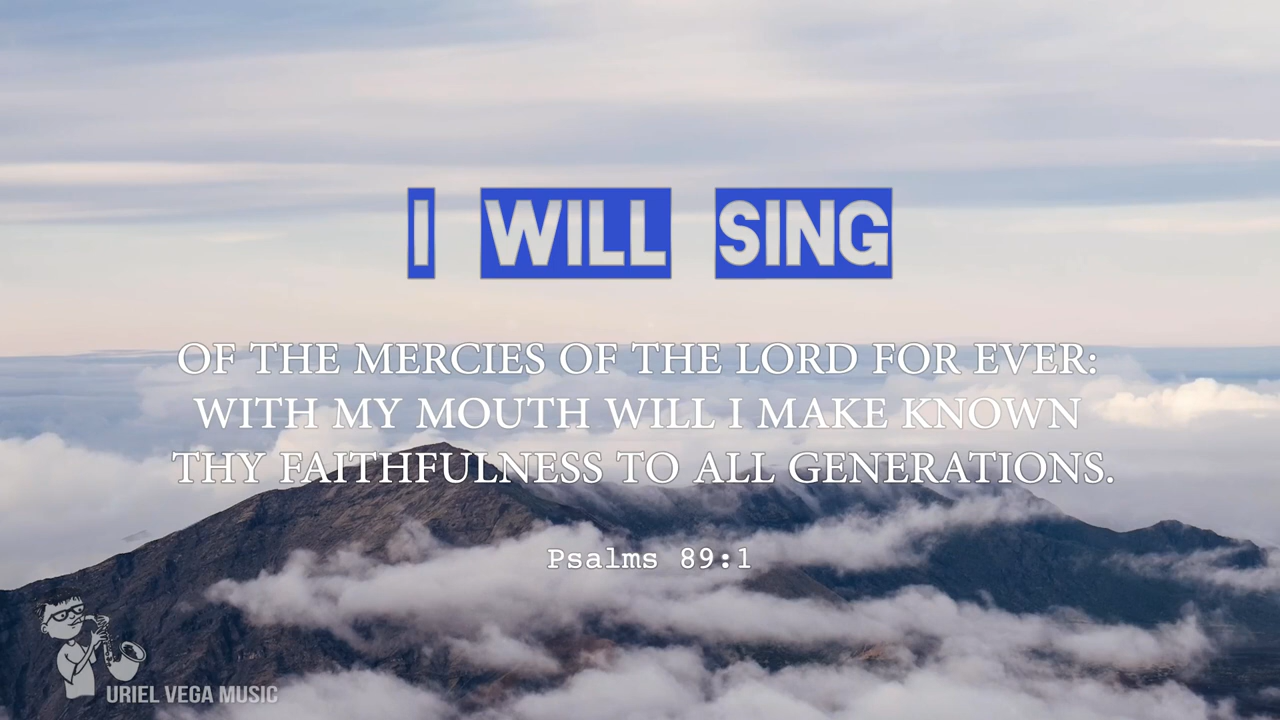 I WILL SING
OF THE MERCIES OF THE LORD FOR EVER:
WITH MY MOUTH WILL I MAKE KNOWN
THY FAITHFULNESS TO ALL GENERATIONS.
Psalms 89:1
URIEL VEGA MUSIC